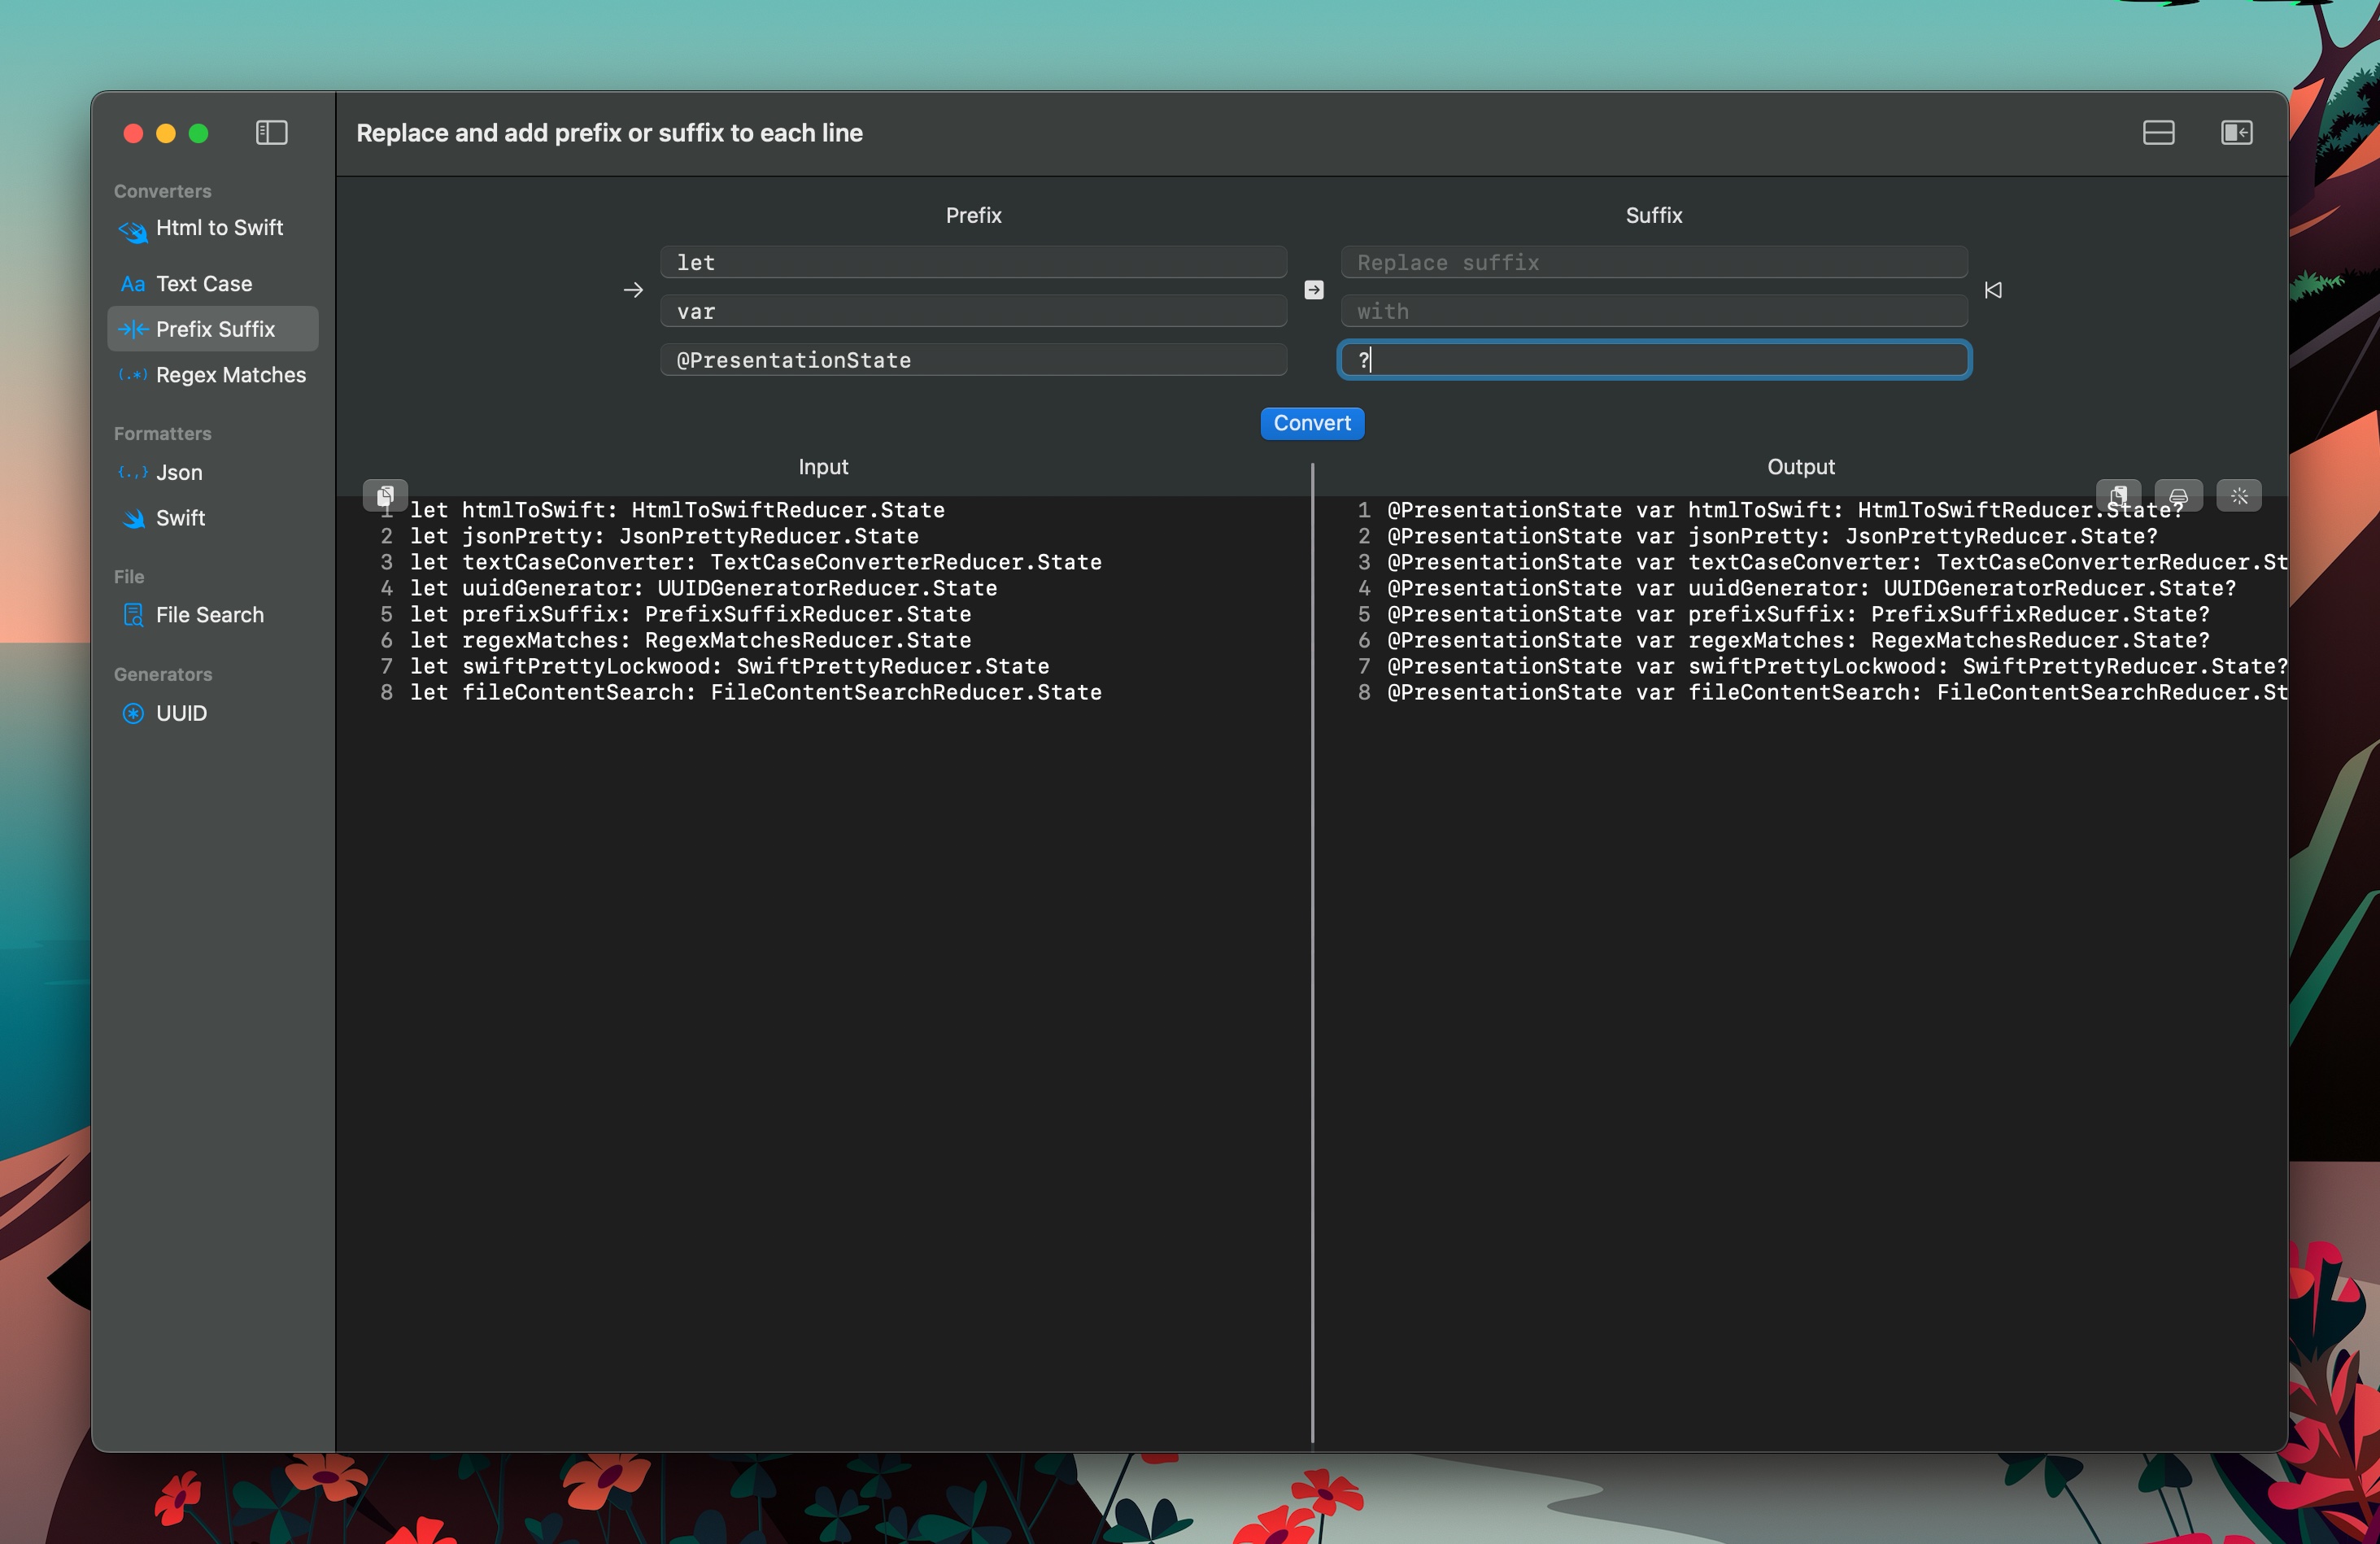 Replace and add prefix or suffix to each line
Converters
Html to Swift
Aa Text Case
Prefix Suffix
(.*) Regex Matches
Formatters
{.,} Json
Swift
File
File Search
Generators
UUID
Prefix
let
var
@PresentationState
Suffix
Replace suffix
with
?
Convert
Input
1 let htmlToSwift: HtmlToSwiftReducer.State
2 let jsonPretty: JsonPrettyReducer.State
3 let textCaseConverter: TextCaseConverterReducer.State
4 let uuidGenerator: UUIDGeneratorReducer.State
5 let prefixSuffix: PrefixSuffixReducer.State
6 let regexMatches: RegexMatchesReducer.State
7 let swiftPrettyLockwood: SwiftPrettyReducer.State
8 let fileContentSearch: FileContentSearchReducer.State
Output
1 @PresentationState var htmlToSwift: HtmlToSwiftReducer.State?
2 @PresentationState var jsonPretty: JsonPrettyReducer.State?
3 @PresentationState var textCaseConverter: TextCaseConverterReducer.St
4 @PresentationState var uuidGenerator: UUIDGeneratorReducer.State?
5 @PresentationState var prefixSuffix: PrefixSuffixReducer.State?
6 @PresentationState var regexMatches: RegexMatchesReducer.State?
7 @PresentationState var swiftPrettyLockwood: SwiftPrettyReducer.State?
8 @PresentationState var fileContentSearch: FileContentSearchReducer.St